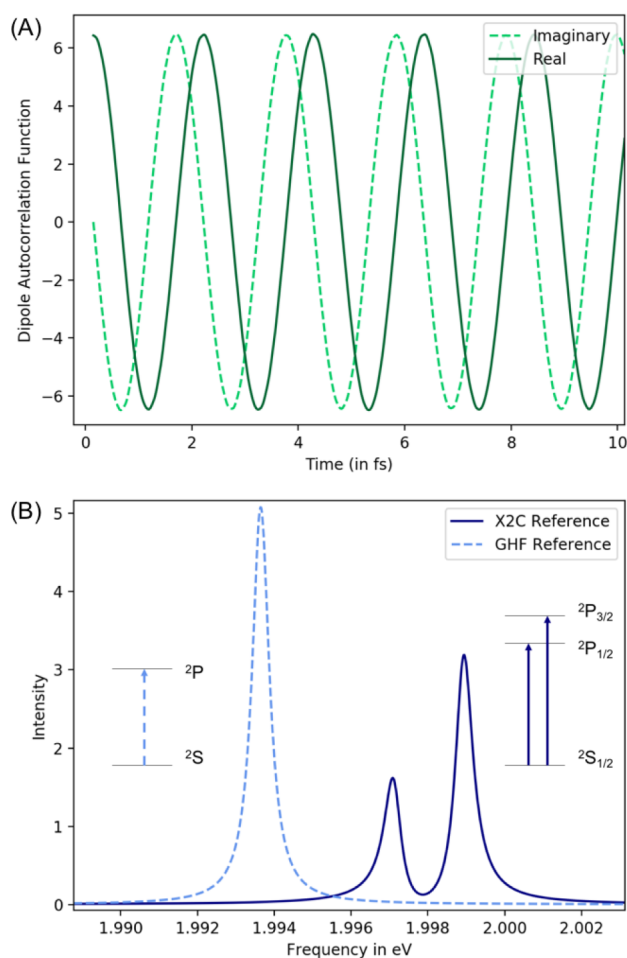 (A)
6
4
2
0
−2
−4
−6
Dipole Autocorrelation Function
Imaginary
Real
0 2 4 6 8 10
Time (in fs)
(B)
5
4
3
2
1
0
Intensity
X2C Reference
GHF Reference
²P
²S
²P₃/₂
²P₁/₂
²S₁/₂
1.990 1.992 1.994 1.996 1.998 2.000 2.002
Frequency in eV